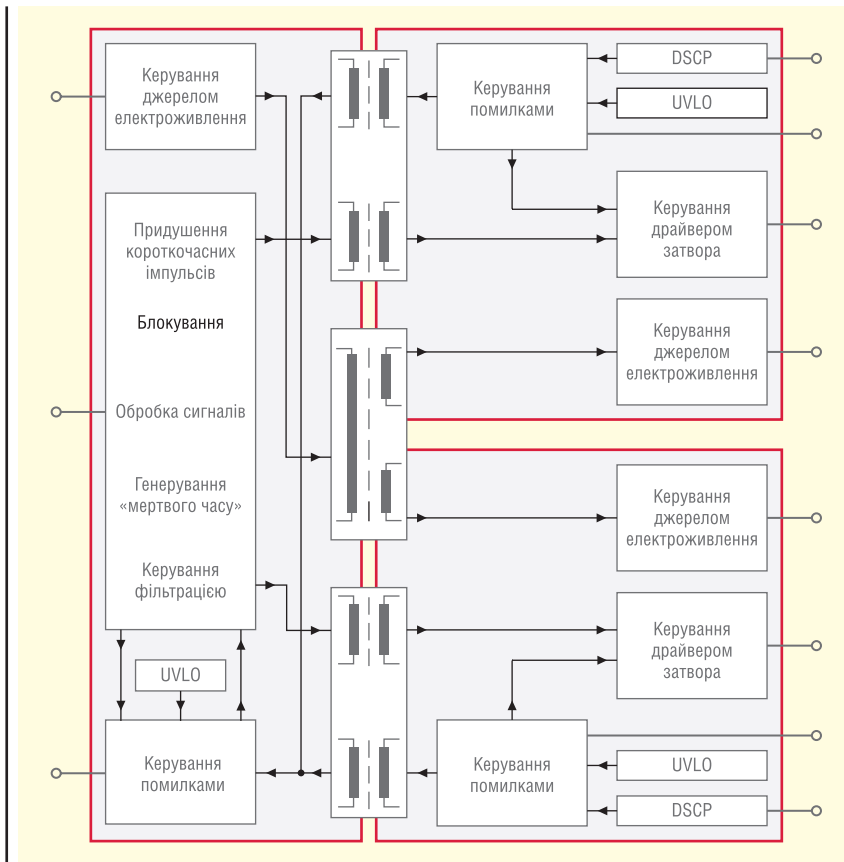 Керування
джерелом
електроживлення
Придушення
короткочасних
імпульсів
Блокування
Обробка сигналів
Генерування
«мертвого часу»
Керування
фільтрацією
UVLO
Керування
помилками
Керування
помилками
DSCP
UVLO
Керування
драйвером
затвора
Керування
джерелом
електроживлення
Керування
джерелом
електроживлення
Керування
драйвером
затвора
Керування
помилками
UVLO
DSCP